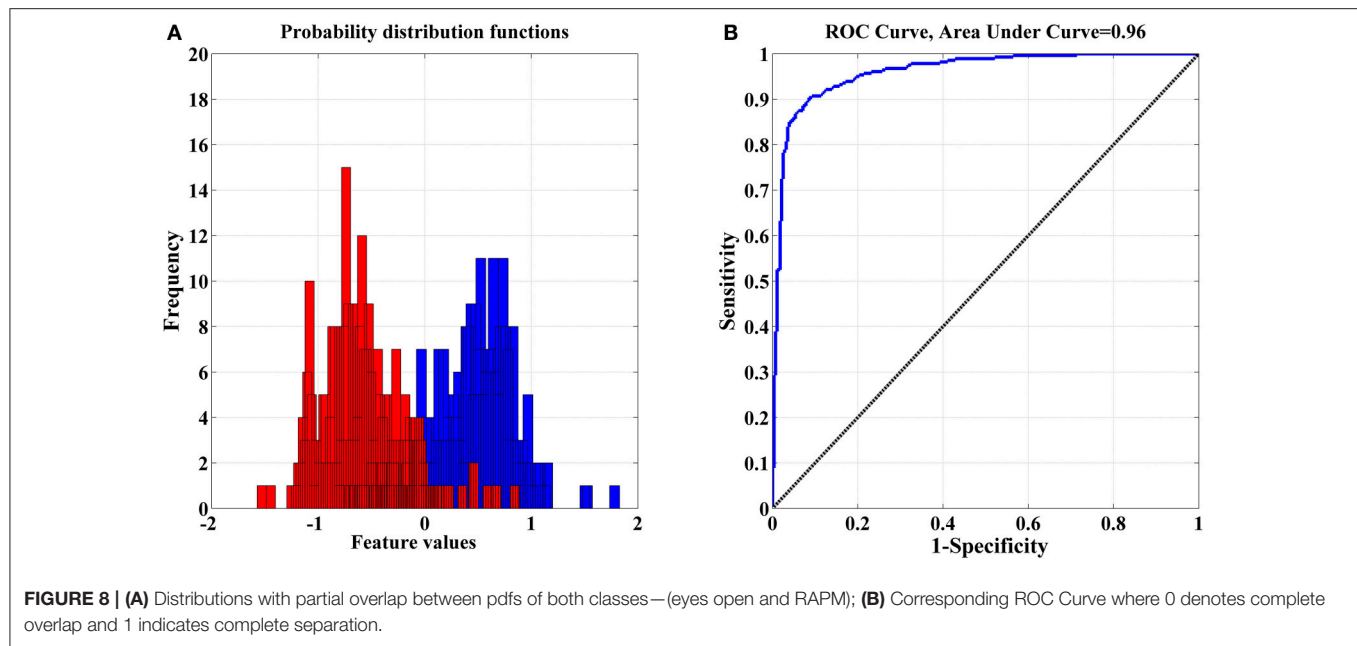 A Probability distribution functions
20
18
16
14
12
10
8
6
4
2
0
Frequency
-2 -1 0 1 2
Feature values
B ROC Curve, Area Under Curve=0.96
1
0.9
0.8
0.7
0.6
0.5
0.4
0.3
0.2
0.1
0
Sensitivity
0 0.2 0.4 0.6 0.8 1
1-Specificity
FIGURE 8 | (A) Distributions with partial overlap between pdfs of both classes—(eyes open and RAPM); (B) Corresponding ROC Curve where 0 denotes complete
overlap and 1 indicates complete separation.